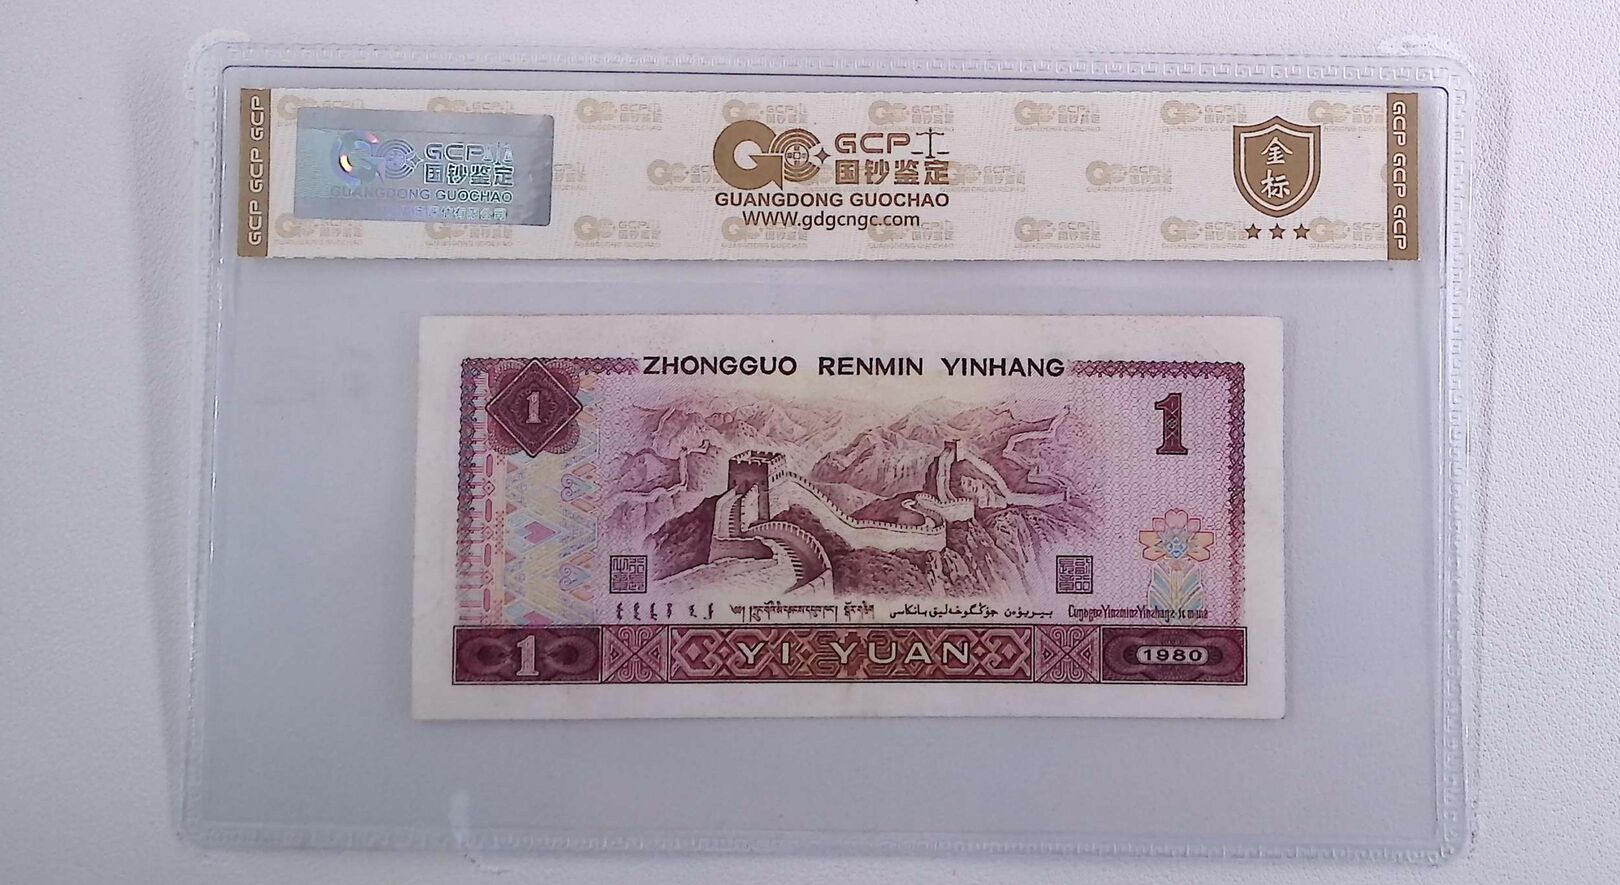 GCP GCP GCP
GCP
国钞鉴定
GUANGDONG GUOCHAO
GCP
国钞鉴定
GUANGDONG GUOCHAO
WWW.gdgcngc.com
金标
GCP GCP GCP
ZHONGGUO RENMIN YINHANG
1
1
1
YI YUAN
1980